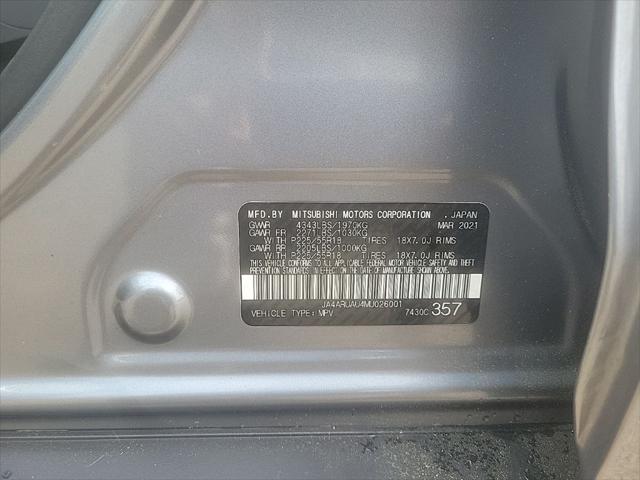 MFD.BY MITSUBISHI MOTORS CORPORATION , JAPAN
GVWR 4343LBS/1970KG MAR 2021
GAWR FR 2271LBS/1030KG
WITH P225/55R18 TIRES 18X7.0J RIMS
GAWR RR 2205LBS/1000KG
WITH P225/55R18 TIRES 18X7.0J RIMS
THIS VEHICLE CONFORMS TO ALL APPLICABLE FEDERAL MOTOR VEHICLE SAFETY AND THEFT
PREVENTION STANDARDS IN EFFECT ON THE DATE OF MANUFACTURE SHOWN ABOVE.
JA4ARUAU4MU026001
VEHICLE TYPE: MPV 7430C 357